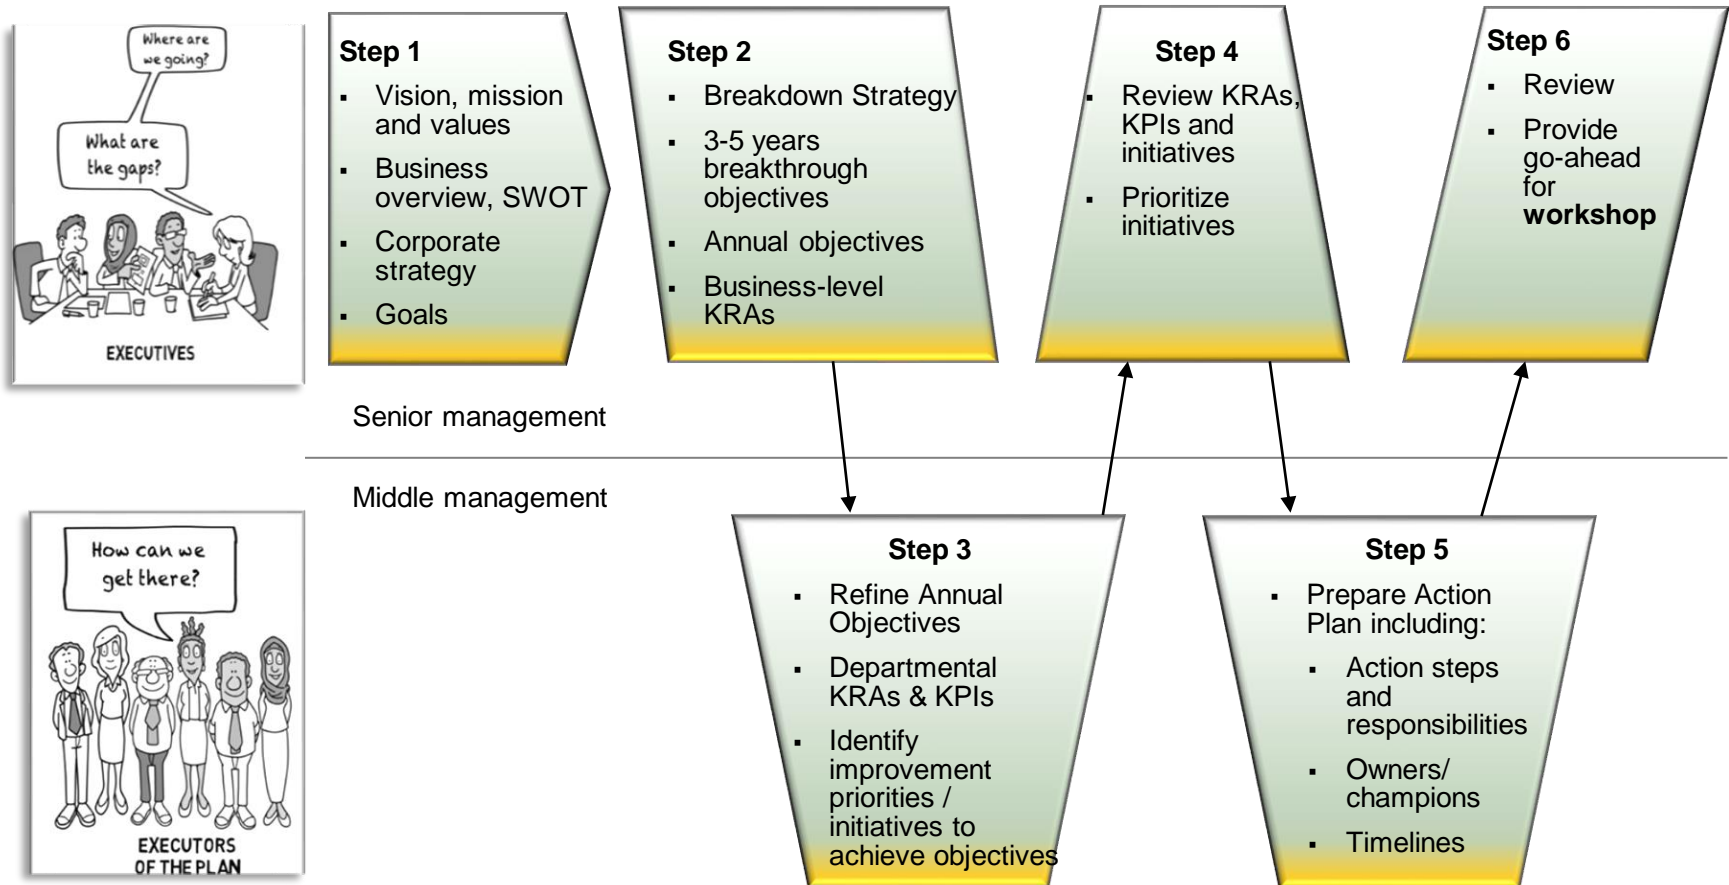 Where are
we going?
What are
the gaps?
EXECUTIVES
Step 1
▪ Vision, mission
and values
▪ Business
overview, SWOT
▪ Corporate
strategy
▪ Goals
Step 2
▪ Breakdown Strategy
▪ 3-5 years
breakthrough
objectives
▪ Annual objectives
▪ Business-level
KRAs
Step 4
▪ Review KRAs,
KPIs and
initiatives
▪ Prioritize
initiatives
Step 6
▪ Review
▪ Provide
go-ahead
for
workshop
Senior management
Middle management
How can we
get there?
EXECUTORS
OF THE PLAN
Step 3
▪ Refine Annual
Objectives
▪ Departmental
KRAs & KPIs
▪ Identify
improvement
priorities /
initiatives to
achieve objectives
Step 5
▪ Prepare Action
Plan including:
▪ Action steps
and
responsibilities
▪ Owners/
champions
▪ Timelines